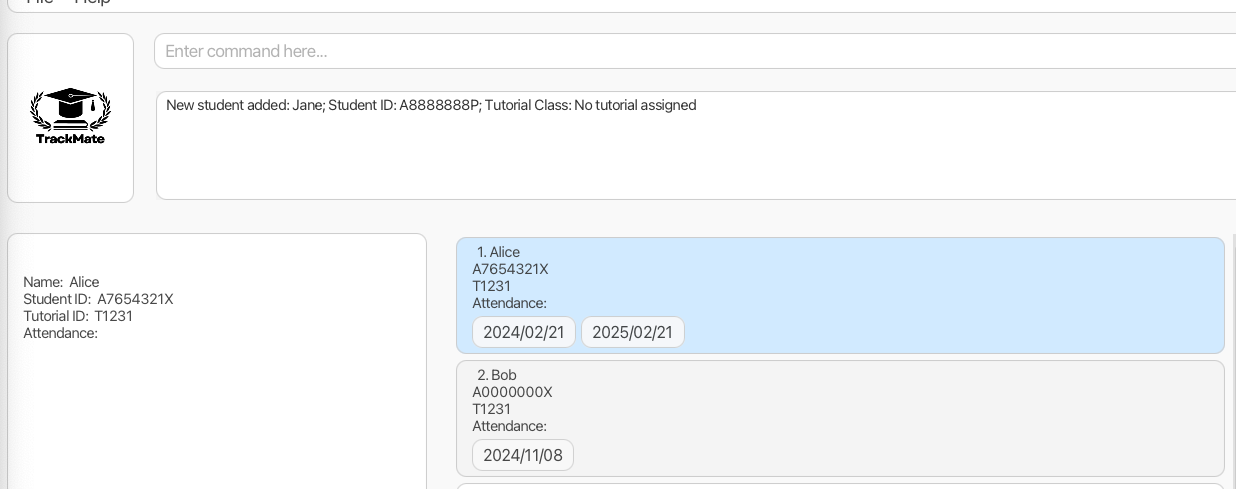 File Help
Enter command here...
TrackMate
New student added: Jane; Student ID: A8888888P; Tutorial Class: No tutorial assigned
Name: Alice
Student ID: A7654321X
Tutorial ID: T1231
Attendance:
1. Alice
A7654321X
T1231
Attendance:
2024/02/21 2025/02/21
2. Bob
A0000000X
T1231
Attendance:
2024/11/08